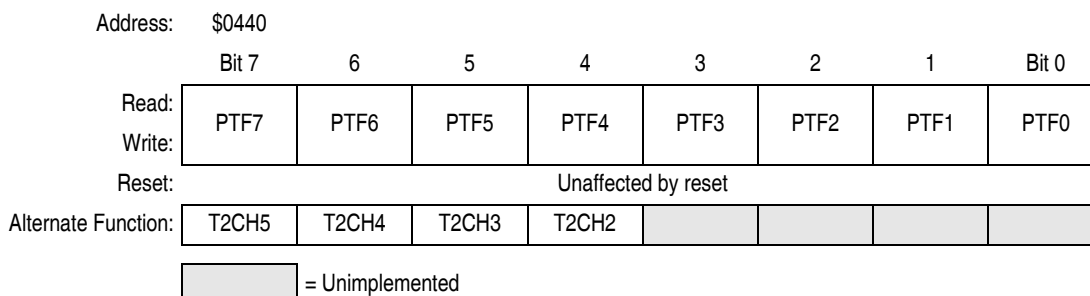 Address: $0440
Bit 7 6 5 4 3 2 1 Bit 0
Read:
PTF7 PTF6 PTF5 PTF4 PTF3 PTF2 PTF1 PTF0
Write:
Reset: Unaffected by reset
Alternate Function: T2CH5 T2CH4 T2CH3 T2CH2
= Unimplemented